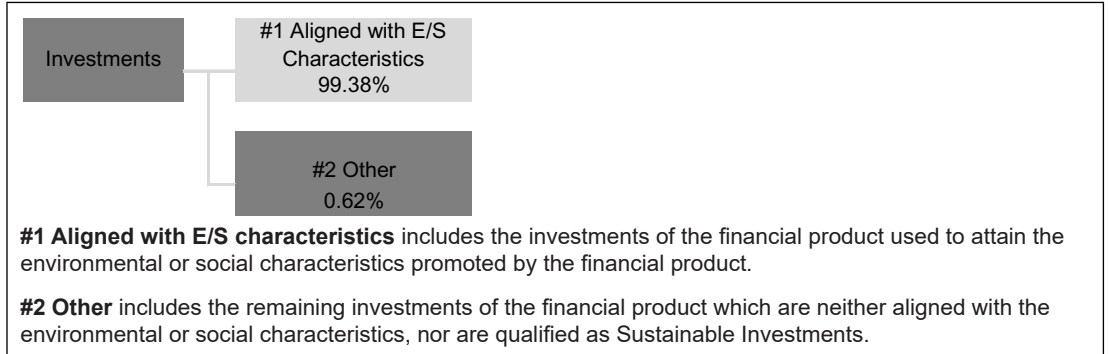 Investments
#1 Aligned with E/S
Characteristics
99.38%
#2 Other
0.62%
#1 Aligned with E/S characteristics includes the investments of the financial product used to attain the
environmental or social characteristics promoted by the financial product.
#2 Other includes the remaining investments of the financial product which are neither aligned with the
environmental or social characteristics, nor are qualified as Sustainable Investments.